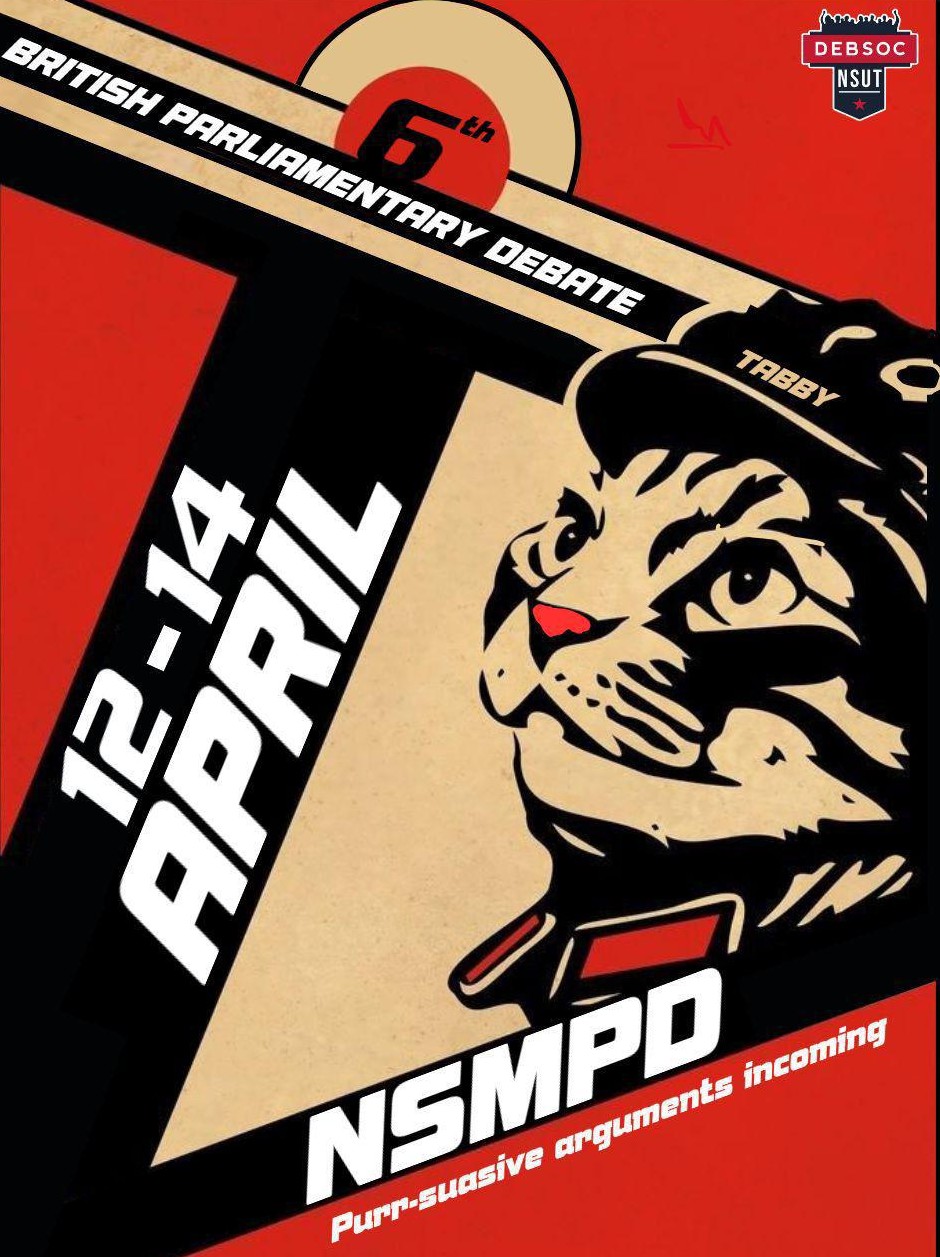 DEBSOC
NSUT
6th
BRITISH PARLIAMENTARY DEBATE
TABBY
12-14
APRIL
NSMPD
Purr-suasive arguments incoming